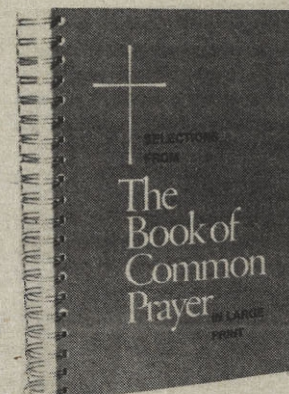 SELECTIONS
FROM
The
Book of
Common
Prayer
IN LARGE
PRINT